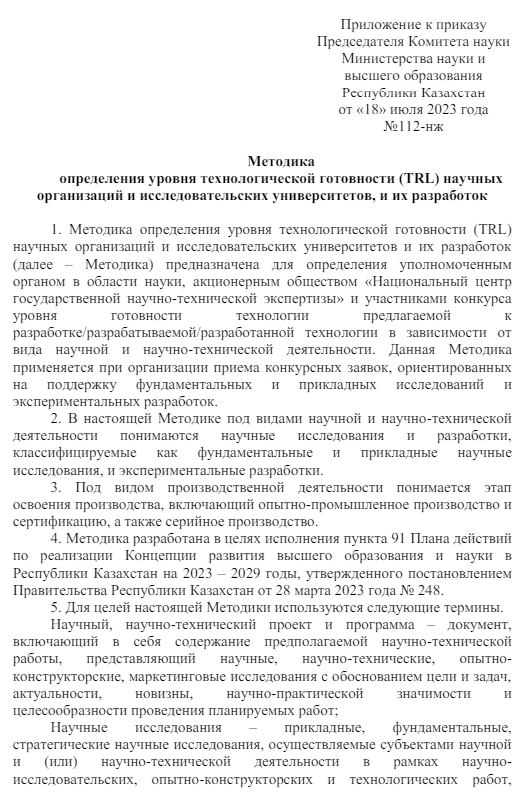 Приложение к приказу
Председателя Комитета науки
Министерства науки и
высшего образования
Республики Казахстан
от «18» июля 2023 года
№112-нж
Методика
определения уровня технологической готовности (TRL) научных
организаций и исследовательских университетов, и их разработок
1. Методика определения уровня технологической готовности (TRL)
научных организаций и исследовательских университетов и их разработок
(далее – Методика) предназначена для определения уполномоченным
органом в области науки, акционерным обществом «Национальный центр
государственной научно-технической экспертизы» и участниками конкурса
уровня готовности технологии предлагаемой к
разработке/разрабатываемой/разработанной технологии в зависимости от
вида научной и научно-технической деятельности. Данная Методика
применяется при организации приема конкурсных заявок, ориентированных
на поддержку фундаментальных и прикладных исследований и
экспериментальных разработок.
2. В настоящей Методике под видами научной и научно-технической
деятельности понимаются научные исследования и разработки,
классифицируемые как фундаментальные и прикладные научные
исследования, и экспериментальные разработки.
3. Под видом производственной деятельности понимается этап
освоения производства, включающий опытно-промышленное производство и
сертификацию, а также серийное производство.
4. Методика разработана в целях исполнения пункта 91 Плана действий
по реализации Концепции развития высшего образования и науки в
Республики Казахстан на 2023 – 2029 годы, утвержденного постановлением
Правительства Республики Казахстан от 28 марта 2023 года № 248.
5. Для целей настоящей Методики используются следующие термины.
Научный, научно-технический проект и программа – документ,
включающий в себя содержание предполагаемой научно-технической
работы, представляющий научные, научно-технические, опытно-
конструкторские, маркетинговые исследования с обоснованием цели и задач,
актуальности, новизны, научно-практической значимости и
целесообразности проведения планируемых работ;
Научные исследования – прикладные, фундаментальные,
стратегические научные исследования, осуществляемые субъектами научной
и (или) научно-технической деятельности в рамках научно-
исследовательских, опытно-конструкторских и технологических работ,